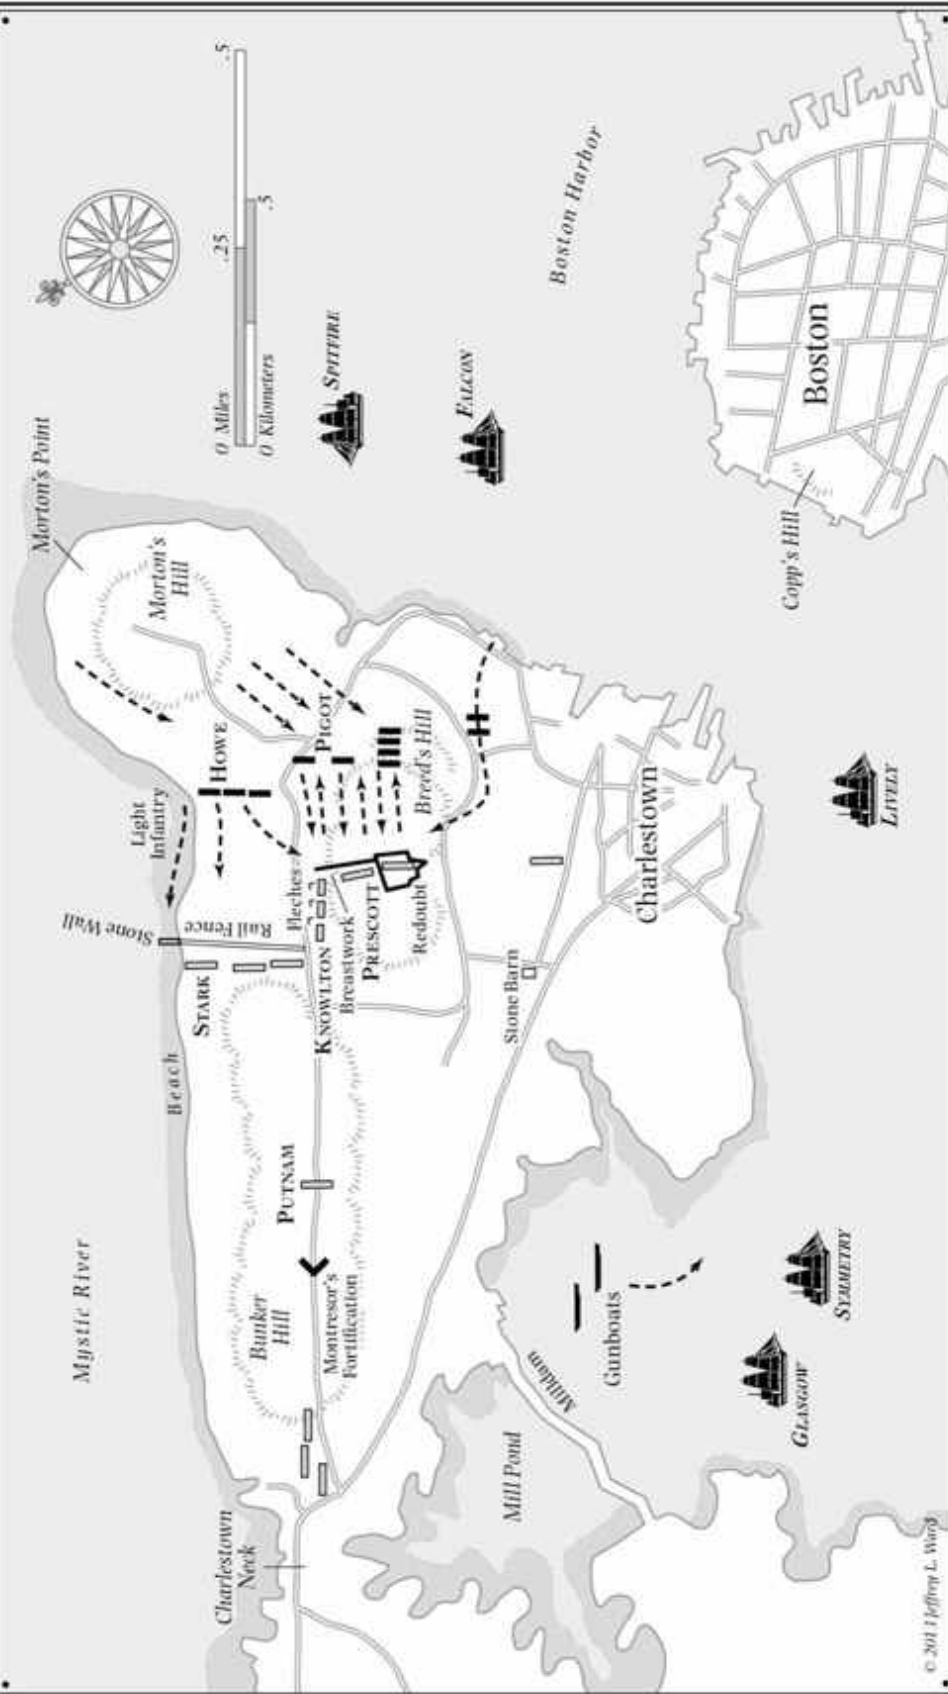 Mystic River
Charlestown
Neck
Bunker
Hill
Montresor's
Fortification
PUTNAM
Beach
STARK
Stone Wall
Rail Fence
KNOWLTON
Breastwork
PRESCOTT
Redoubt
Fleches
Light
Infantry
HOWE
PIGOT
Breed's Hill
Morton's
Hill
Morton's Point
0 Miles
.25
.5
0 Kilometers
.5
SPITFIRE
FALCON
Boston Harbor
Mill Pond
Milldam
Gunboats
GLASGOW
SYMMETRY
Stone Barn
Charlestown
LIVELY
Copp's Hill
Boston
© 2013 Jeffrey L. Ward